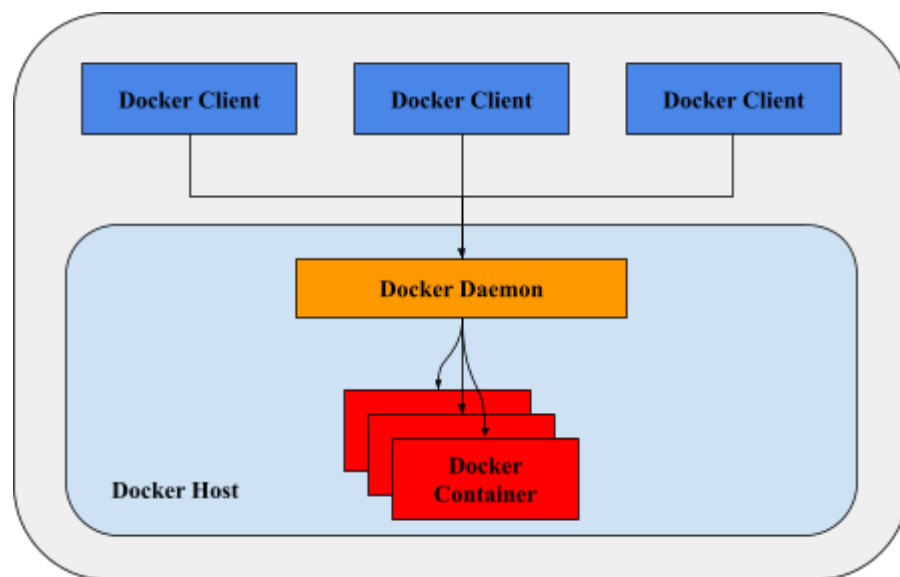 Docker Client
Docker Client
Docker Client
Docker Daemon
Docker
Container
Docker Host